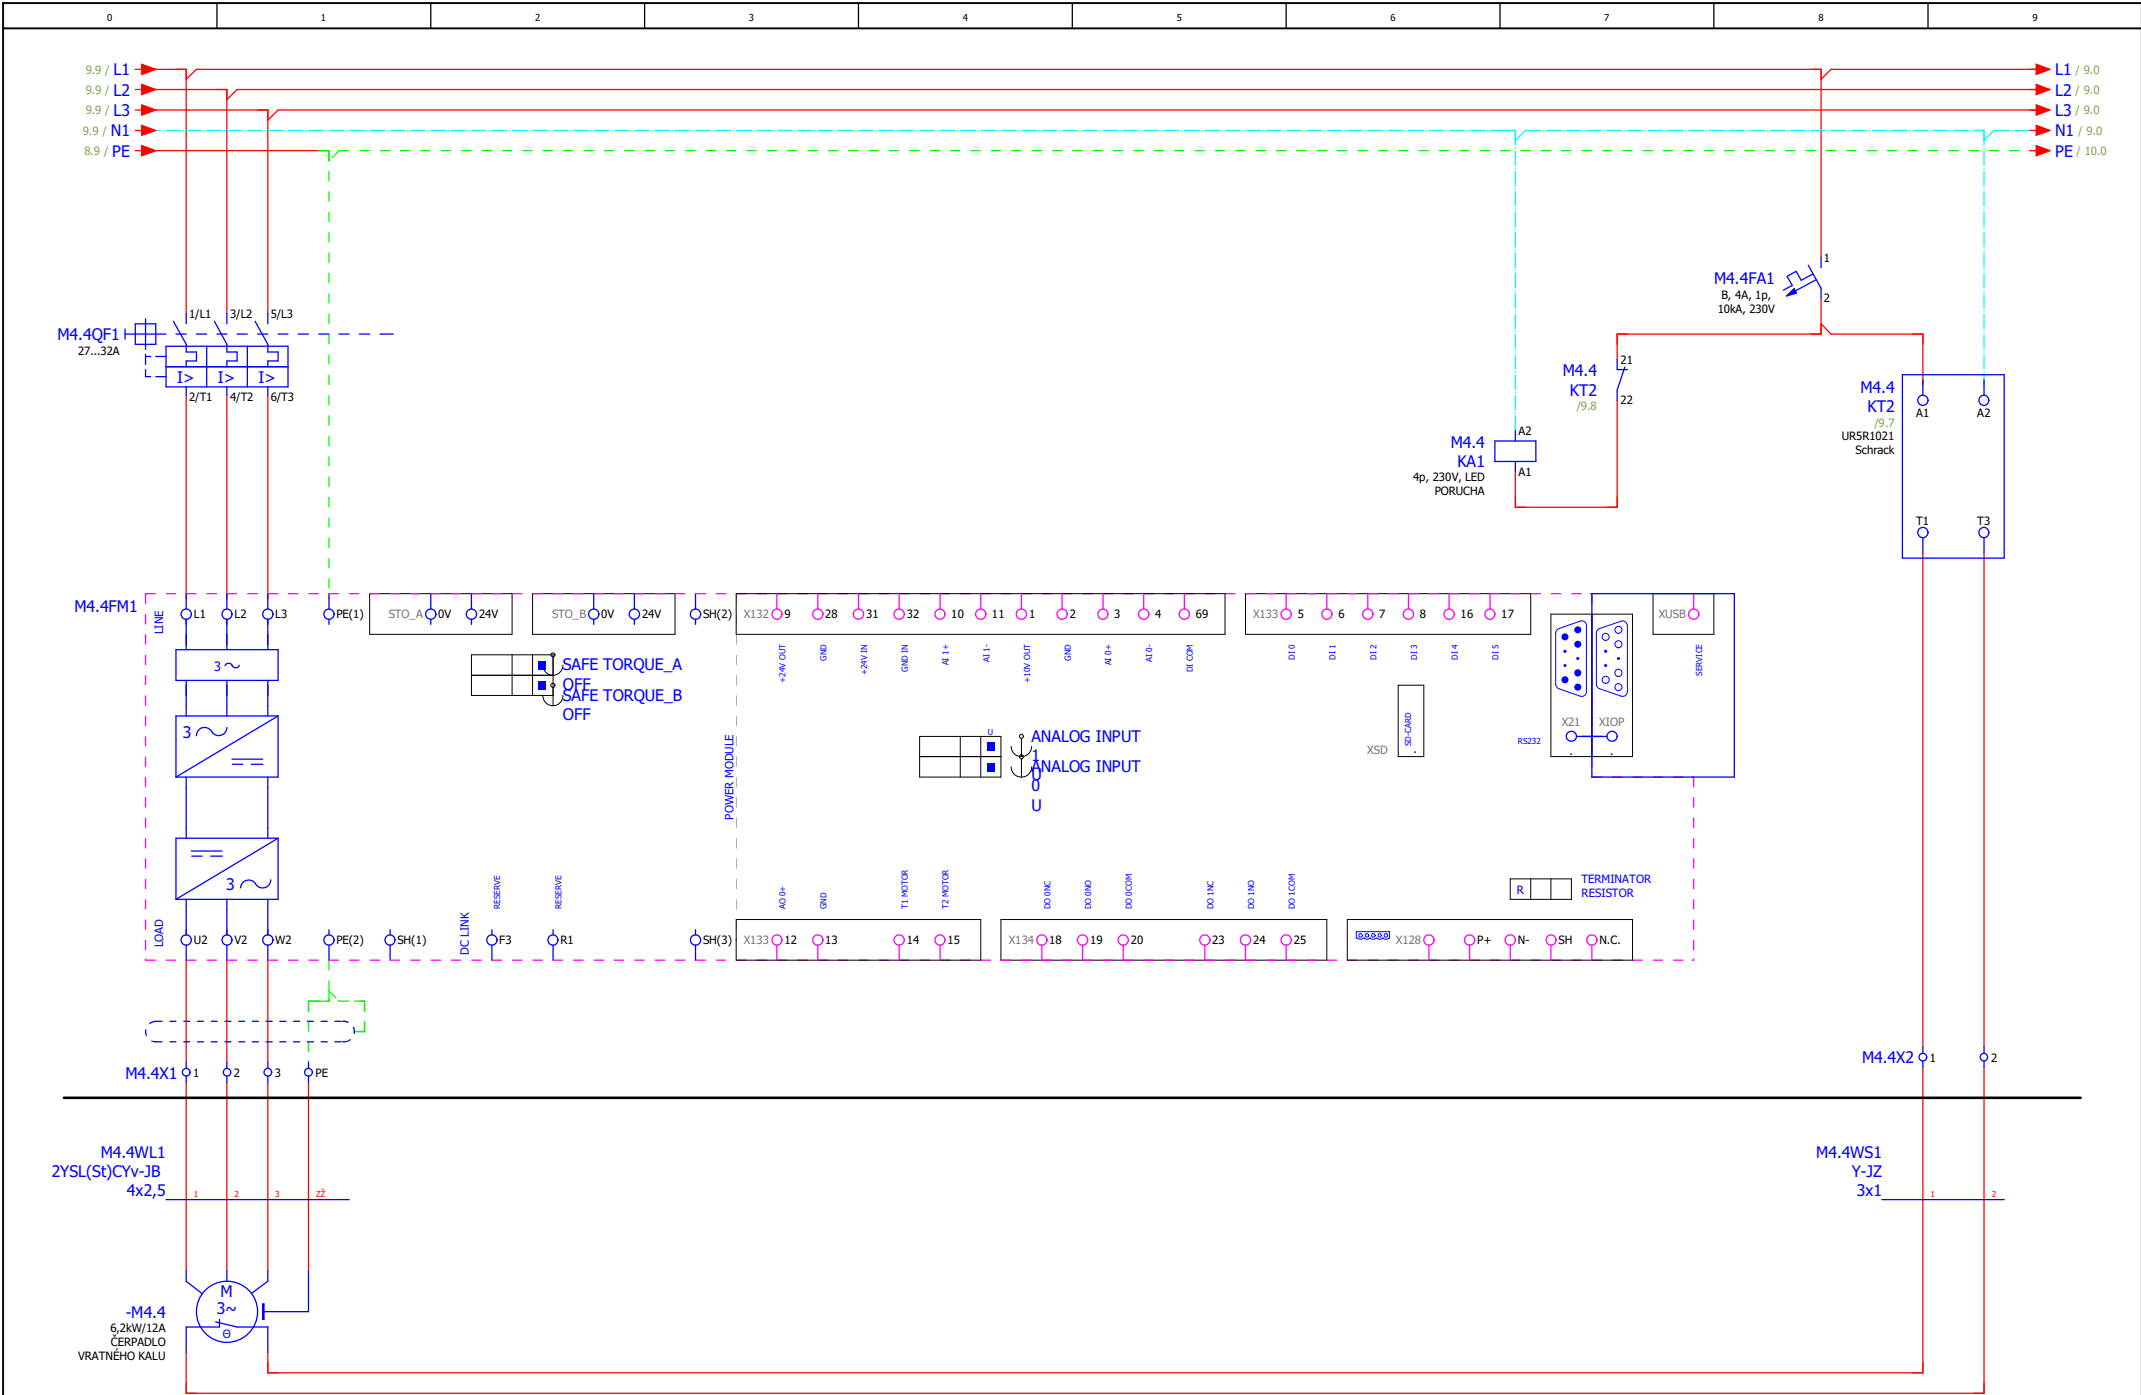 0 1 2 3 4 5 6 7 8 9
9.9 / L1
9.9 / L2
9.9 / L3
9.9 / N1
8.9 / PE
L1 / 9.0
L2 / 9.0
L3 / 9.0
N1 / 9.0
PE / 10.0
M4.4QF1
27...32A
1/L1 3/L2 5/L3
I> I> I>
2/T1 4/T2 6/T3
M4.4FA1
B, 4A, 1p,
10kA, 230V
1
2
M4.4
KT2
/9.8
21
22
M4.4
KA1
4p, 230V, LED
PORUCHA
A2
A1
M4.4
KT2
/9.7
UR5R1021
Schrack
A1 A2
T1 T3
M4.4FM1
LINE
L1 L2 L3 PE(1)
STO_A 0V 24V
STO_B 0V 24V
SH(2)
X132 9 28 31 32 10 11 1 2 3 4 69
+24V OUT
GND
+24V IN
GND IN
AI 1+
AI 1-
+10V OUT
GND
AI 0+
AI 0-
DI COM
X133 5 6 7 8 16 17
DI 0
DI 1
DI 2
DI 3
DI 4
DI 5
XUSB
SERVICE
3
SAFE TORQUE_A
OFF
SAFE TORQUE_B
OFF
3
POWER MODULE
U
ANALOG INPUT
1
ANALOG INPUT
U
0
U
XSD
SD-CARD
.
RS232
X21 XIOP
. .
3
LOAD
RESERVE
RESERVE
DC LINK
AO 0+
GND
T1 MOTOR
T2 MOTOR
DO 0NC
DO 0NO
DO 0COM
DO 1NC
DO 1NO
DO 1COM
R
TERMINATOR
RESISTOR
U2 V2 W2 PE(2) SH(1) F3 R1 SH(3)
X133 12 13 14 15
X134 18 19 20 23 24 25
X128 P+ N- SH N.C.
M4.4X1 1 2 3 PE
M4.4X2 1 2
M4.4WL1
2YSL(St)CYv-JB
4x2,5
1 2 3 ZŽ
M4.4WS1
Y-JZ
3x1
1 2
-M4.4
6,2kW/12A
ČERPADLO
VRATNÉHO KALU
M
3~
Θ